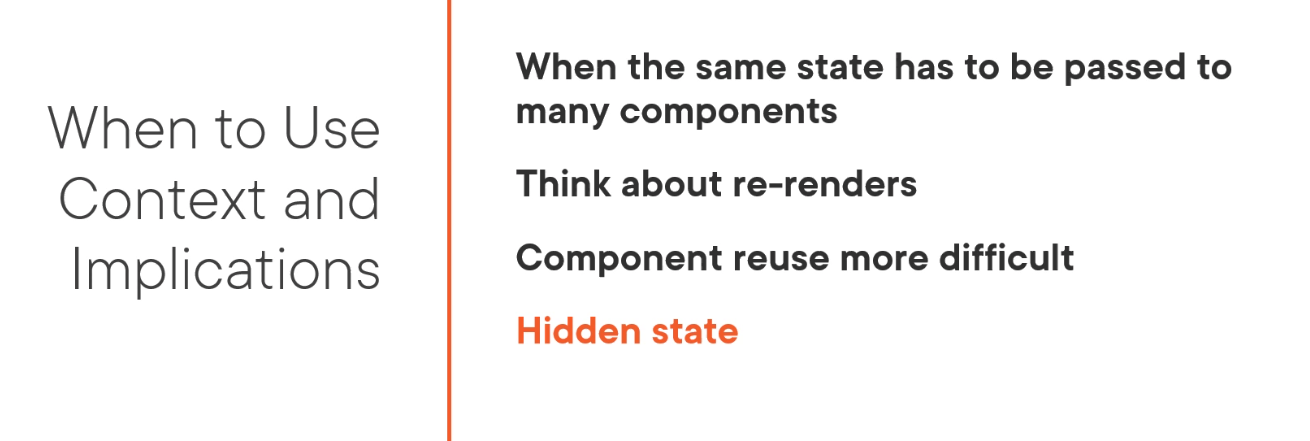 When to Use
Context and
Implications
When the same state has to be passed to
many components
Think about re-renders
Component reuse more difficult
Hidden state